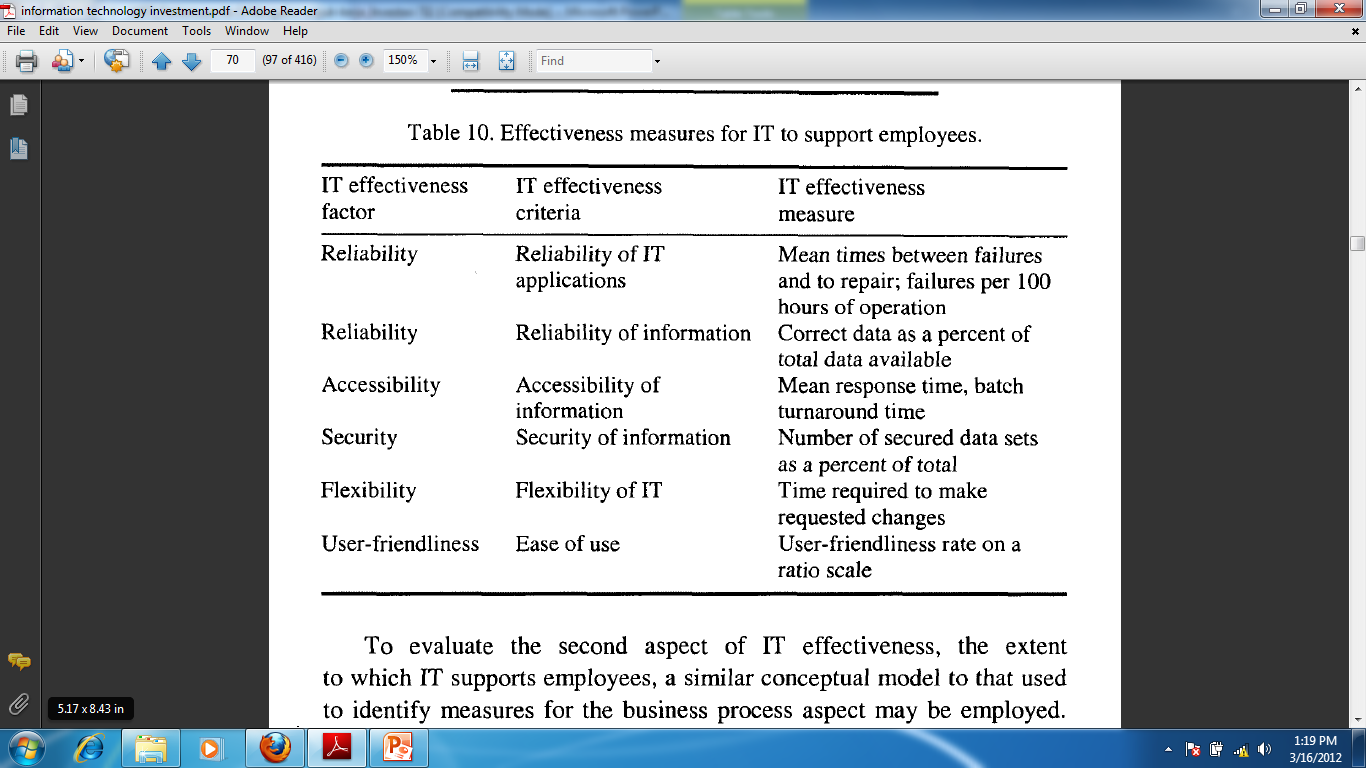 information technology investment.pdf - Adobe Reader
File Edit View Document Tools Window Help
70 (97 of 416) 150% Find
Table 10. Effectiveness measures for IT to support employees.
IT effectiveness factor IT effectiveness criteria IT effectiveness measure
Reliability Reliability of IT applications Mean times between failures and to repair; failures per 100 hours of operation
Reliability Reliability of information Correct data as a percent of total data available
Accessibility Accessibility of information Mean response time, batch turnaround time
Security Security of information Number of secured data sets as a percent of total
Flexibility Flexibility of IT Time required to make requested changes
User-friendliness Ease of use User-friendliness rate on a ratio scale
To evaluate the second aspect of IT effectiveness, the extent
to which IT supports employees, a similar conceptual model to that used
to identify measures for the business process aspect may be employed.
5.17 x 8.43 in
1:19 PM
3/16/2012